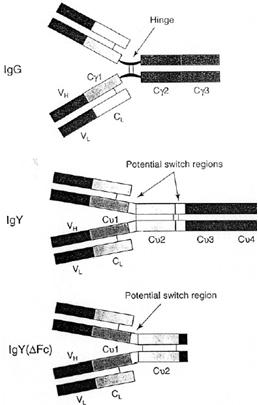 Hinge
Cγ1
IgG
Cγ2 Cγ3
VH
CL
VL
Potential switch regions
IgY
VH Cυ1 Cυ2 Cυ3 Cυ4
CL
VL
Potential switch region
IgY(ΔFc)
Cυ1
VH Cυ2
CL
VL